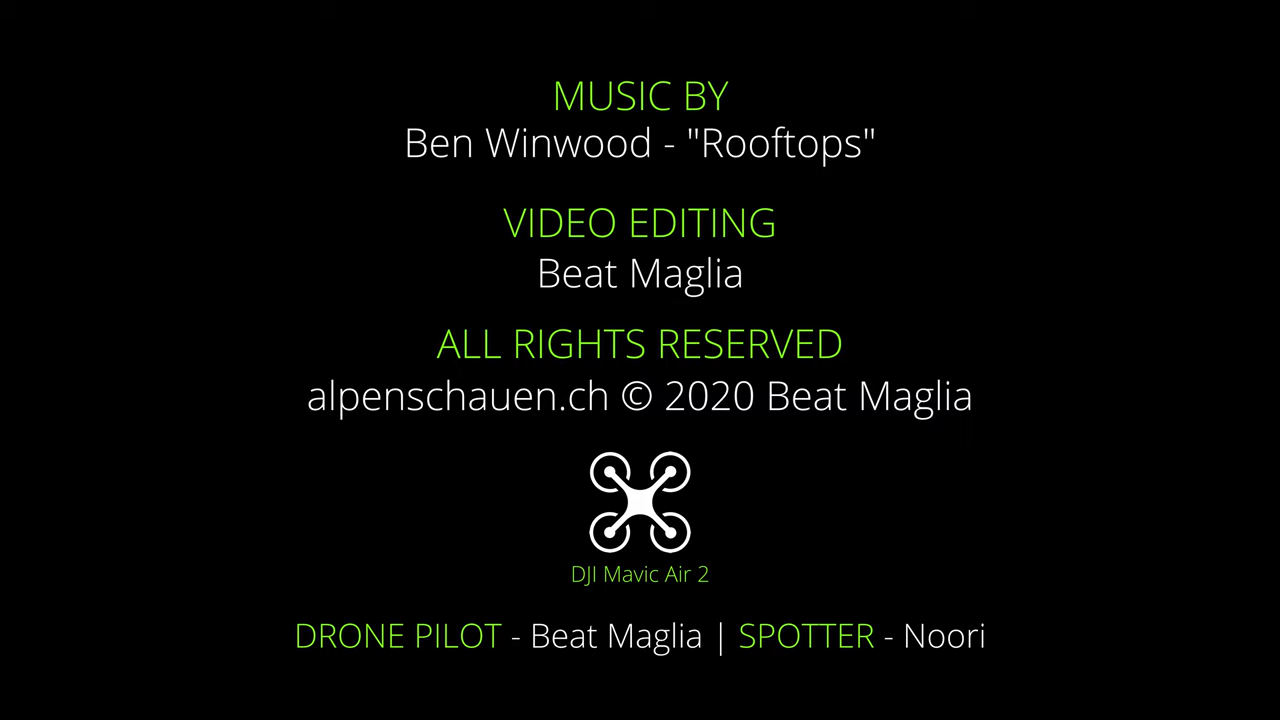 MUSIC BY
Ben Winwood - "Rooftops"
VIDEO EDITING
Beat Maglia
ALL RIGHTS RESERVED
alpenschauen.ch © 2020 Beat Maglia
DJI Mavic Air 2
DRONE PILOT - Beat Maglia | SPOTTER - Noori